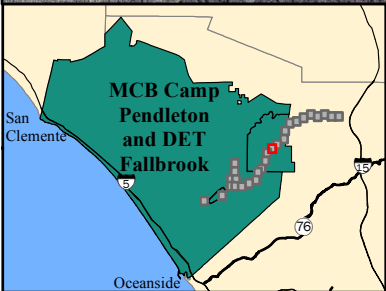 MCB Camp
Pendleton
and DET
Fallbrook
San
Clemente
5
15
76
Oceanside